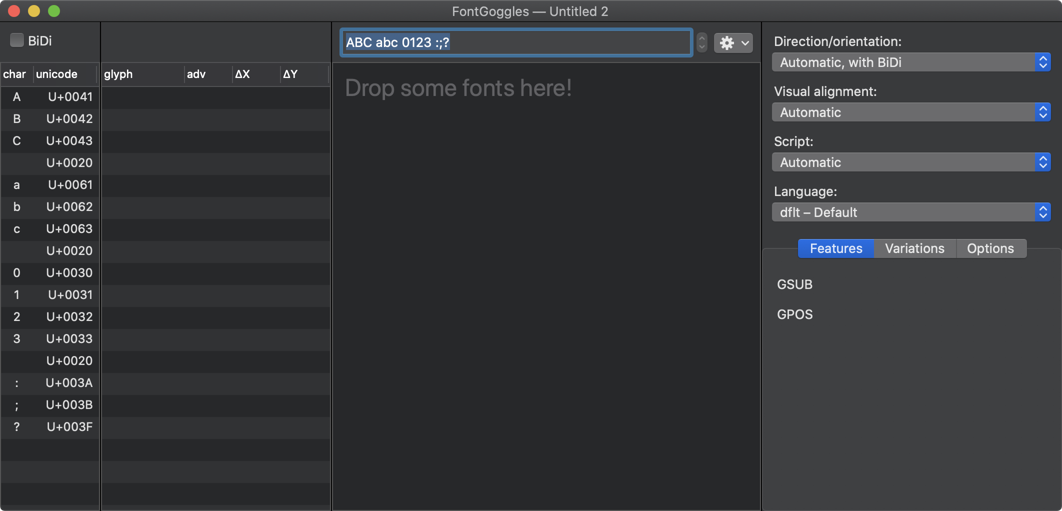 FontGoggles — Untitled 2
BiDi
char unicode glyph adv ΔX ΔY
A U+0041
B U+0042
C U+0043
U+0020
a U+0061
b U+0062
c U+0063
U+0020
0 U+0030
1 U+0031
2 U+0032
3 U+0033
U+0020
: U+003A
; U+003B
? U+003F
ABC abc 0123 :;?
Drop some fonts here!
Direction/orientation:
Automatic, with BiDi
Visual alignment:
Automatic
Script:
Automatic
Language:
dflt – Default
Features Variations Options
GSUB
GPOS